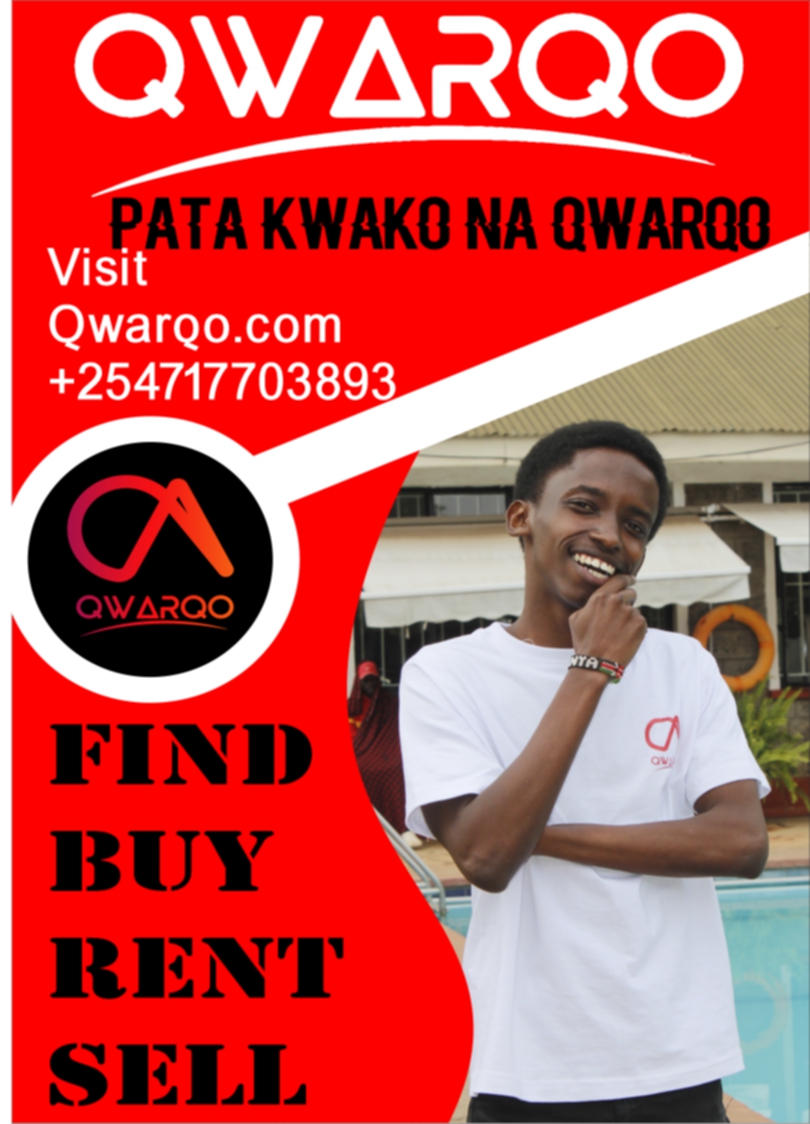 QWARQO
PATA KWAKO NA QWARQO
Visit
Qwarqo.com
+254717703893
QWARQO
FIND
BUY
RENT
SELL